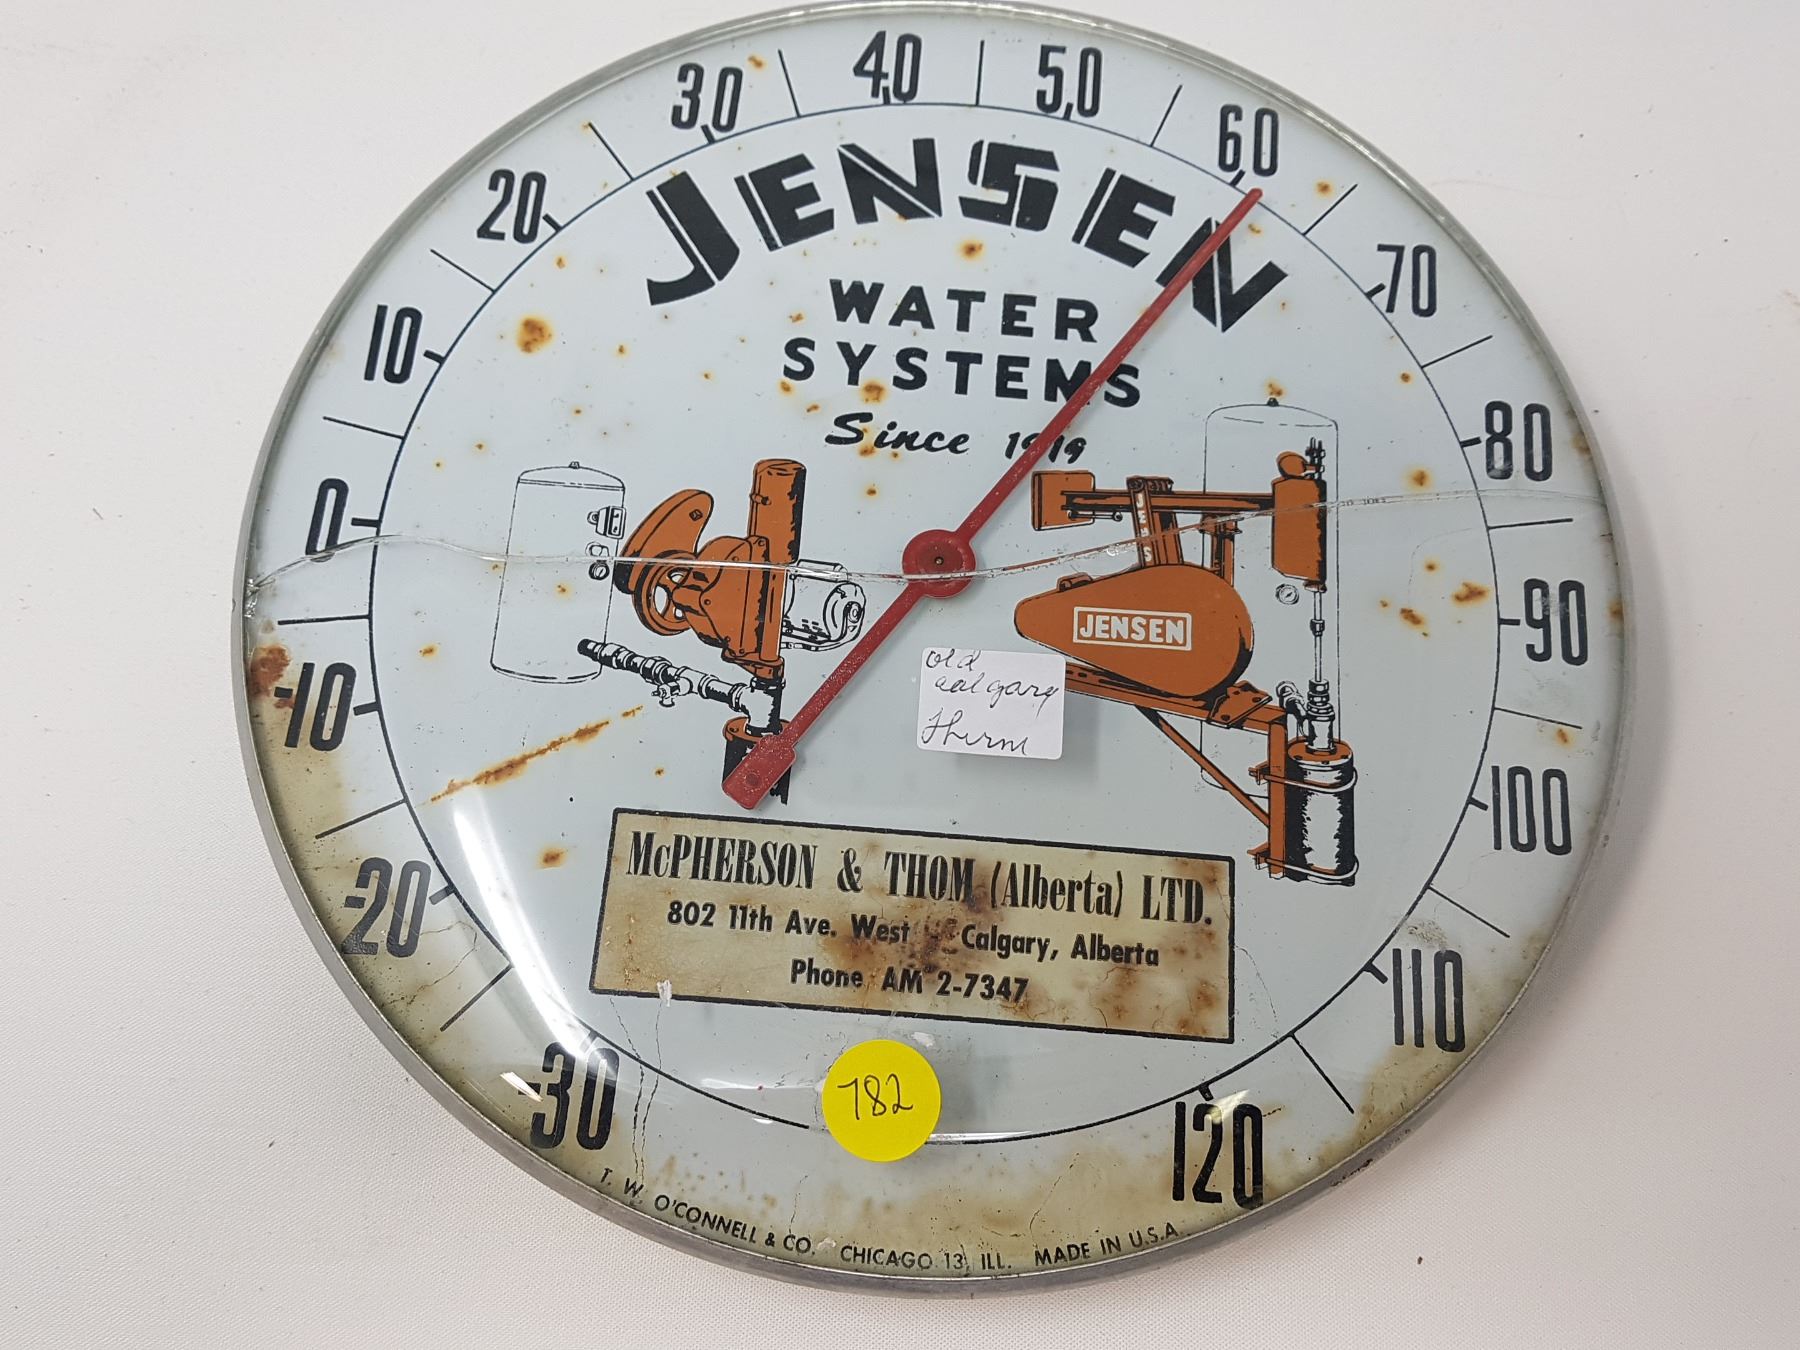 -30
-20
-10
0
10
20
30
40
50
60
70
80
90
100
110
120
JENSEN
WATER
SYSTEMS
Since 1919
JENSEN
old
calgary
Therm
McPHERSON & THOM (Alberta) LTD.
802 11th Ave. West Calgary, Alberta
Phone AM 2-7347
782
T. W. O'CONNELL & CO. CHICAGO 13, ILL. MADE IN U.S.A.